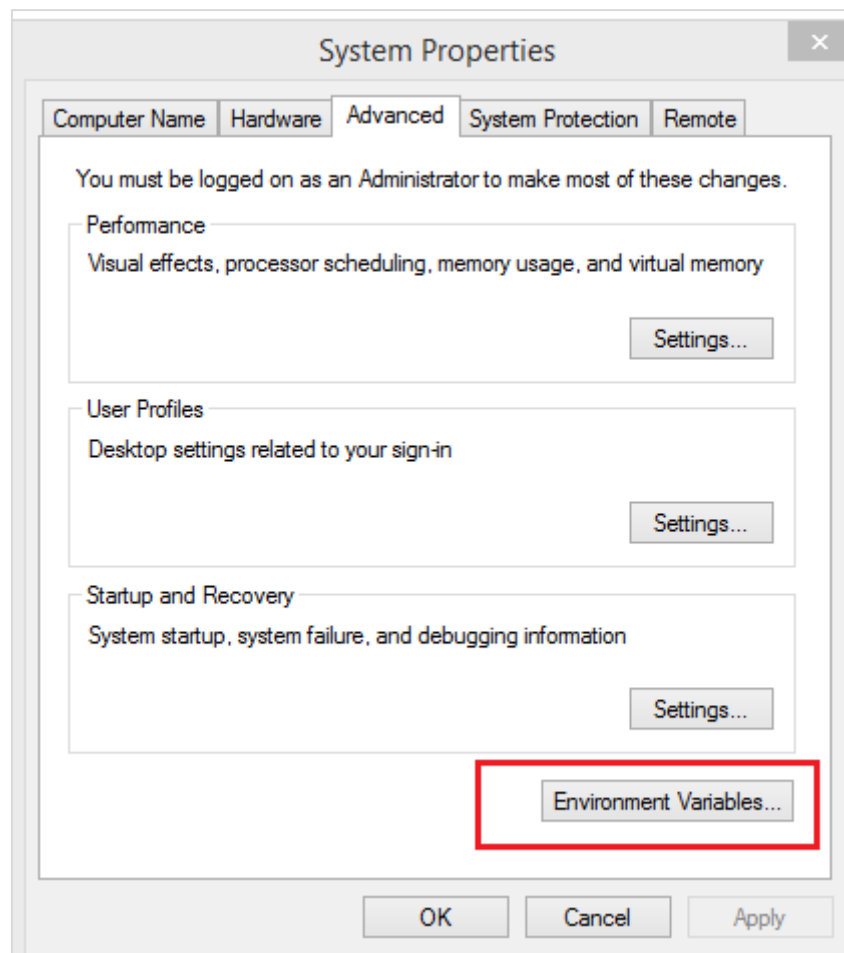 System Properties
Computer Name Hardware Advanced System Protection Remote
You must be logged on as an Administrator to make most of these changes.
Performance
Visual effects, processor scheduling, memory usage, and virtual memory
Settings...
User Profiles
Desktop settings related to your sign-in
Settings...
Startup and Recovery
System startup, system failure, and debugging information
Settings...
Environment Variables...
OK Cancel Apply